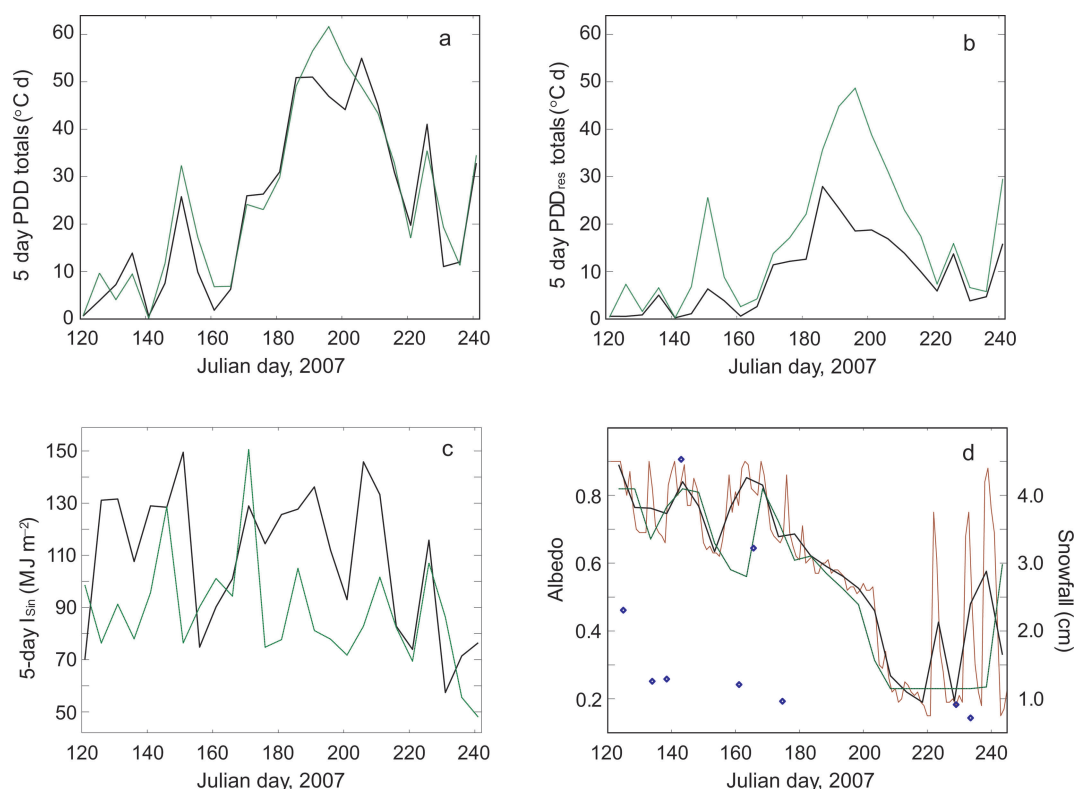 a
5 day PDD totals (°C d)
60
50
40
30
20
10
0
120 140 160 180 200 220 240
Julian day, 2007
b
5 day PDDres totals (°C d)
60
50
40
30
20
10
0
120 140 160 180 200 220 240
Julian day, 2007
c
5-day ISin (MJ m⁻²)
150
130
110
90
70
50
120 140 160 180 200 220 240
Julian day, 2007
d
Albedo
0.8
0.6
0.4
0.2
Snowfall (cm)
4.0
3.0
2.0
1.0
120 140 160 180 200 220 240
Julian day, 2007